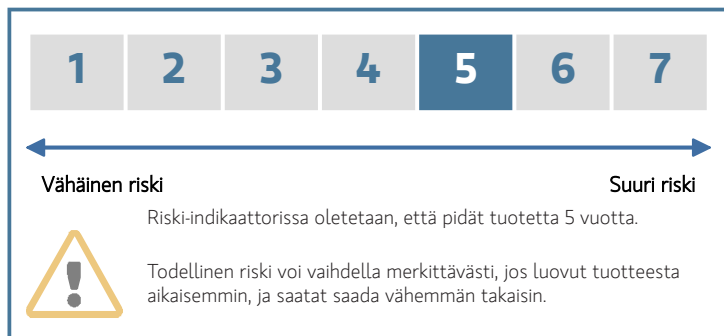 1 2 3 4 5 6 7
Vähäinen riski Suuri riski
Riski-indikaattorissa oletetaan, että pidät tuotetta 5 vuotta.
Todellinen riski voi vaihdella merkittävästi, jos luovut tuotteesta
aikaisemmin, ja saatat saada vähemmän takaisin.